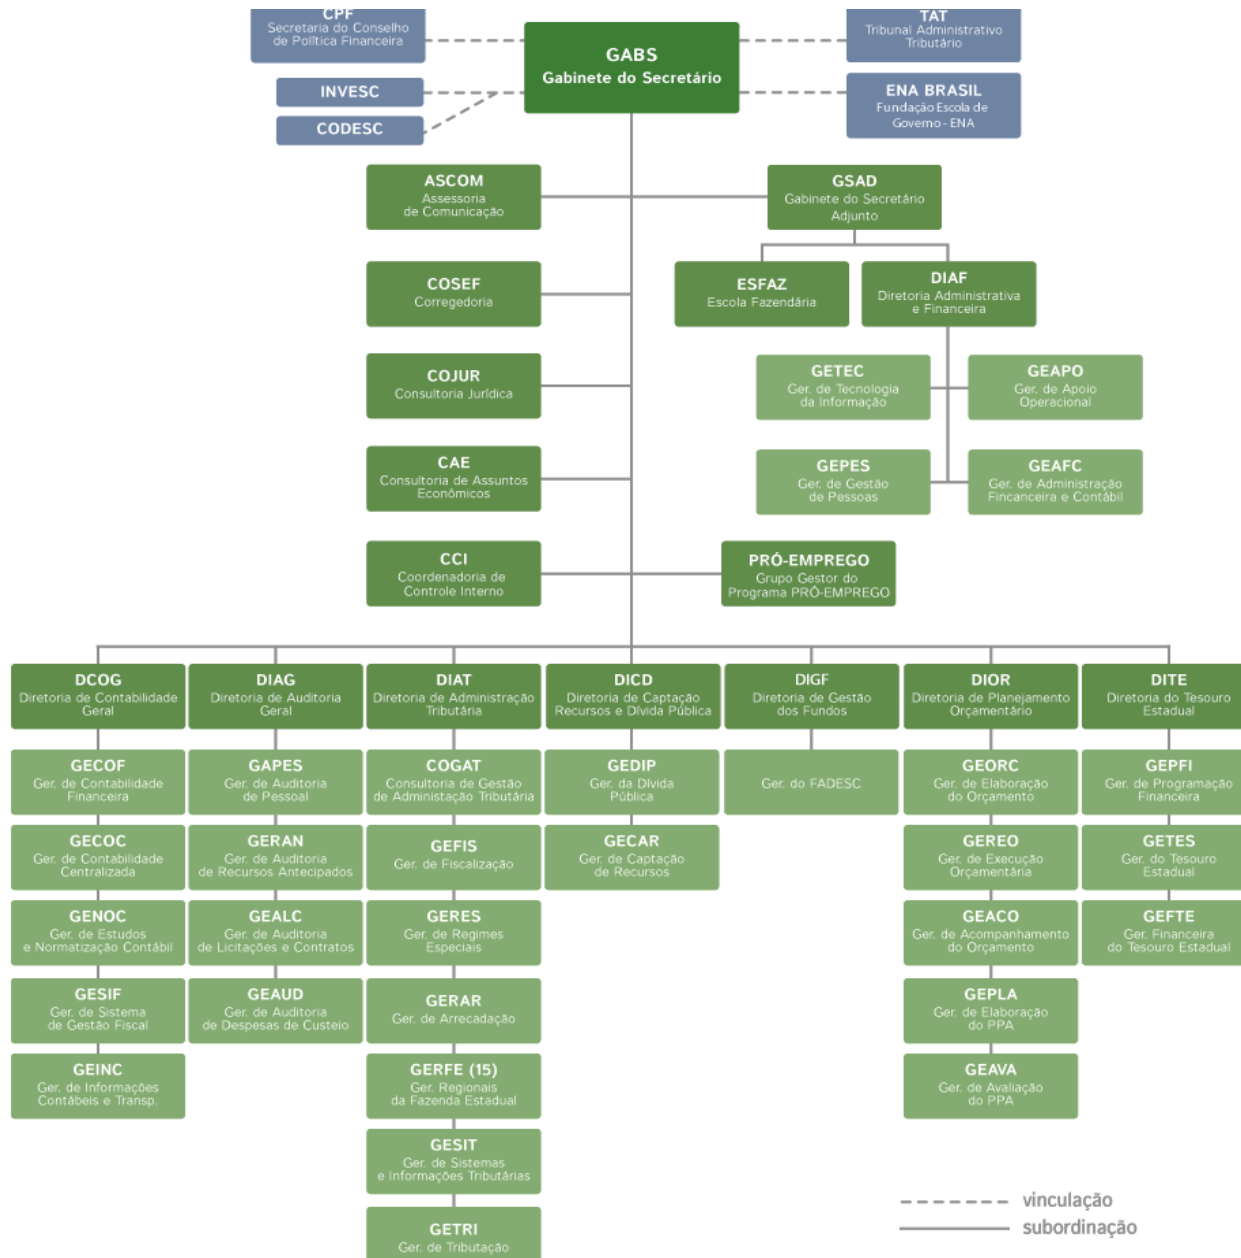 CPF
Secretaria do Conselho
de Política Financeira
GABS
Gabinete do Secretário
TAT
Tribunal Administrativo
Tributário
INVESC
CODESC
ENA BRASIL
Fundação Escola de
Governo - ENA
ASCOM
Assessoria
de Comunicação
GSAD
Gabinete do Secretário
Adjunto
COSEF
Corregedoria
ESFAZ
Escola Fazendária
DIAF
Diretoria Administrativa
e Financeira
COJUR
Consultoria Jurídica
GETEC
Ger. de Tecnologia
da Informação
GEAPO
Ger. de Apoio
Operacional
CAE
Consultoria de Assuntos
Econômicos
GEPES
Ger. de Gestão
de Pessoas
GEAFC
Ger. de Administração
Fincanceira e Contábil
CCI
Coordenadoria de
Controle Interno
PRÓ-EMPREGO
Grupo Gestor do
Programa PRÓ-EMPREGO
DCOG
Diretoria de Contabilidade
Geral
DIAG
Diretoria de Auditoria
Geral
DIAT
Diretoria de Administração
Tributária
DICD
Diretoria de Captação
Recursos e Dívida Pública
DIGF
Diretoria de Gestão
dos Fundos
DIOR
Diretoria de Planejamento
Orçamentário
DITE
Diretoria do Tesouro
Estadual
GECOF
Ger. de Contabilidade
Financeira
GAPES
Ger. de Auditoria
de Pessoal
COGAT
Consultoria de Gestão
de Admistação Tributária
GEDIP
Ger. da Dívida
Pública
Ger. do FADESC
GEORC
Ger. de Elaboração
do Orçamento
GEPFI
Ger. de Programação
Financeira
GECOC
Ger. de Contabilidade
Centralizada
GERAN
Ger. de Auditoria
de Recursos Antecipados
GEFIS
Ger. de Fiscalização
GECAR
Ger. de Captação
de Recursos
GEREO
Ger. de Execução
Orçamentária
GETES
Ger. do Tesouro
Estadual
GENOC
Ger. de Estudos
e Normatização Contábil
GEALC
Ger. de Auditoria
de Licitações e Contratos
GERES
Ger. de Regimes
Especiais
GEACO
Ger. de Acompanhamento
do Orçamento
GEFTE
Ger. Financeira
do Tesouro Estadual
GESIF
Ger. de Sistema
de Gestão Fiscal
GEAUD
Ger. de Auditoria
de Despesas de Custeio
GERAR
Ger. de Arrecadação
GEPLA
Ger. de Elaboração
do PPA
GEINC
Ger. de Informações
Contábeis e Transp.
GERFE (15)
Ger. Regionais
da Fazenda Estadual
GEAVA
Ger. de Avaliação
do PPA
GESIT
Ger. de Sistemas
e Informações Tributárias
GETRI
Ger. de Tributação
vinculação
subordinação